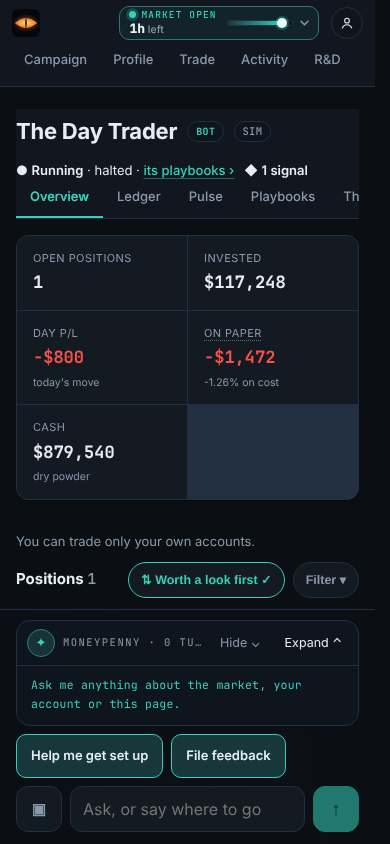 MARKET OPEN
1h left
Campaign Profile Trade Activity R&D
The Day Trader BOT SIM
Running · halted · its playbooks › ◆ 1 signal
Overview Ledger Pulse Playbooks Th
OPEN POSITIONS
1
INVESTED
$117,248
DAY P/L
-$800
today's move
ON PAPER
-$1,472
-1.26% on cost
CASH
$879,540
dry powder
You can trade only your own accounts.
Positions 1
⇅ Worth a look first ✓
Filter ▾
MONEYPENNY · 0 TU…
Hide
Expand
Ask me anything about the market, your
account or this page.
Help me get set up
File feedback
Ask, or say where to go